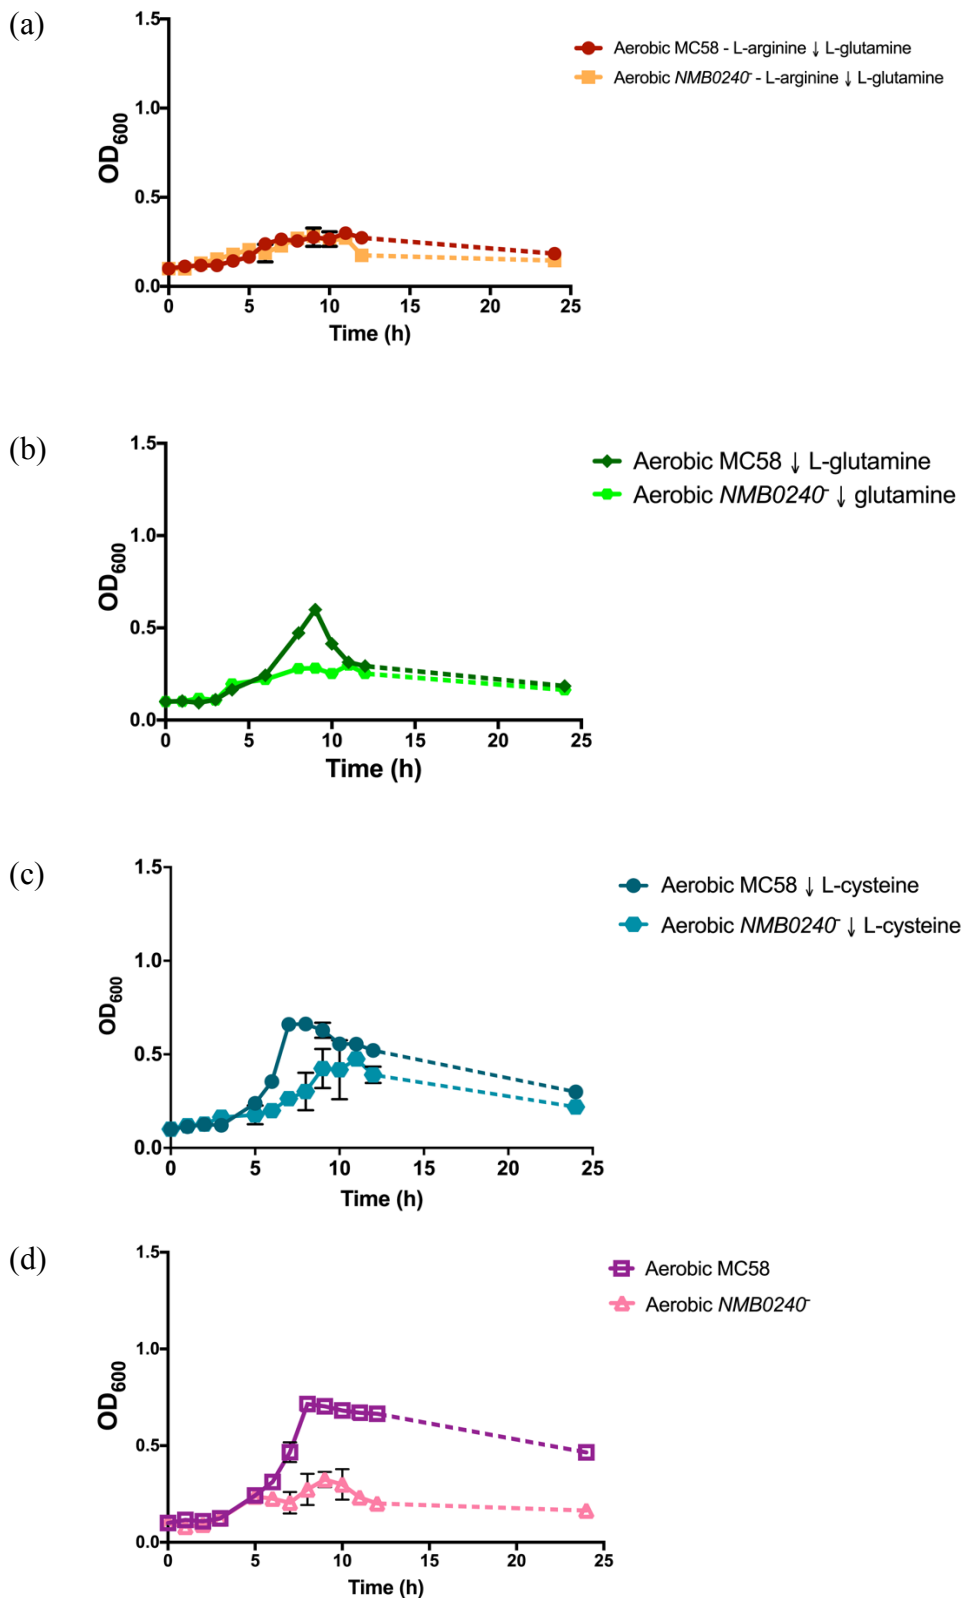 (a)
1.5
1.0
0.5
0.0
OD600
0 5 10 15 20 25
Time (h)
Aerobic MC58 - L-arginine ↓ L-glutamine
Aerobic NMB0240- - L-arginine ↓ L-glutamine
(b)
1.5
1.0
0.5
0.0
OD600
0 5 10 15 20 25
Time (h)
Aerobic MC58 ↓ L-glutamine
Aerobic NMB0240- ↓ glutamine
(c)
1.5
1.0
0.5
0.0
OD600
0 5 10 15 20 25
Time (h)
Aerobic MC58 ↓ L-cysteine
Aerobic NMB0240- ↓ L-cysteine
(d)
1.5
1.0
0.5
0.0
OD600
0 5 10 15 20 25
Time (h)
Aerobic MC58
Aerobic NMB0240-